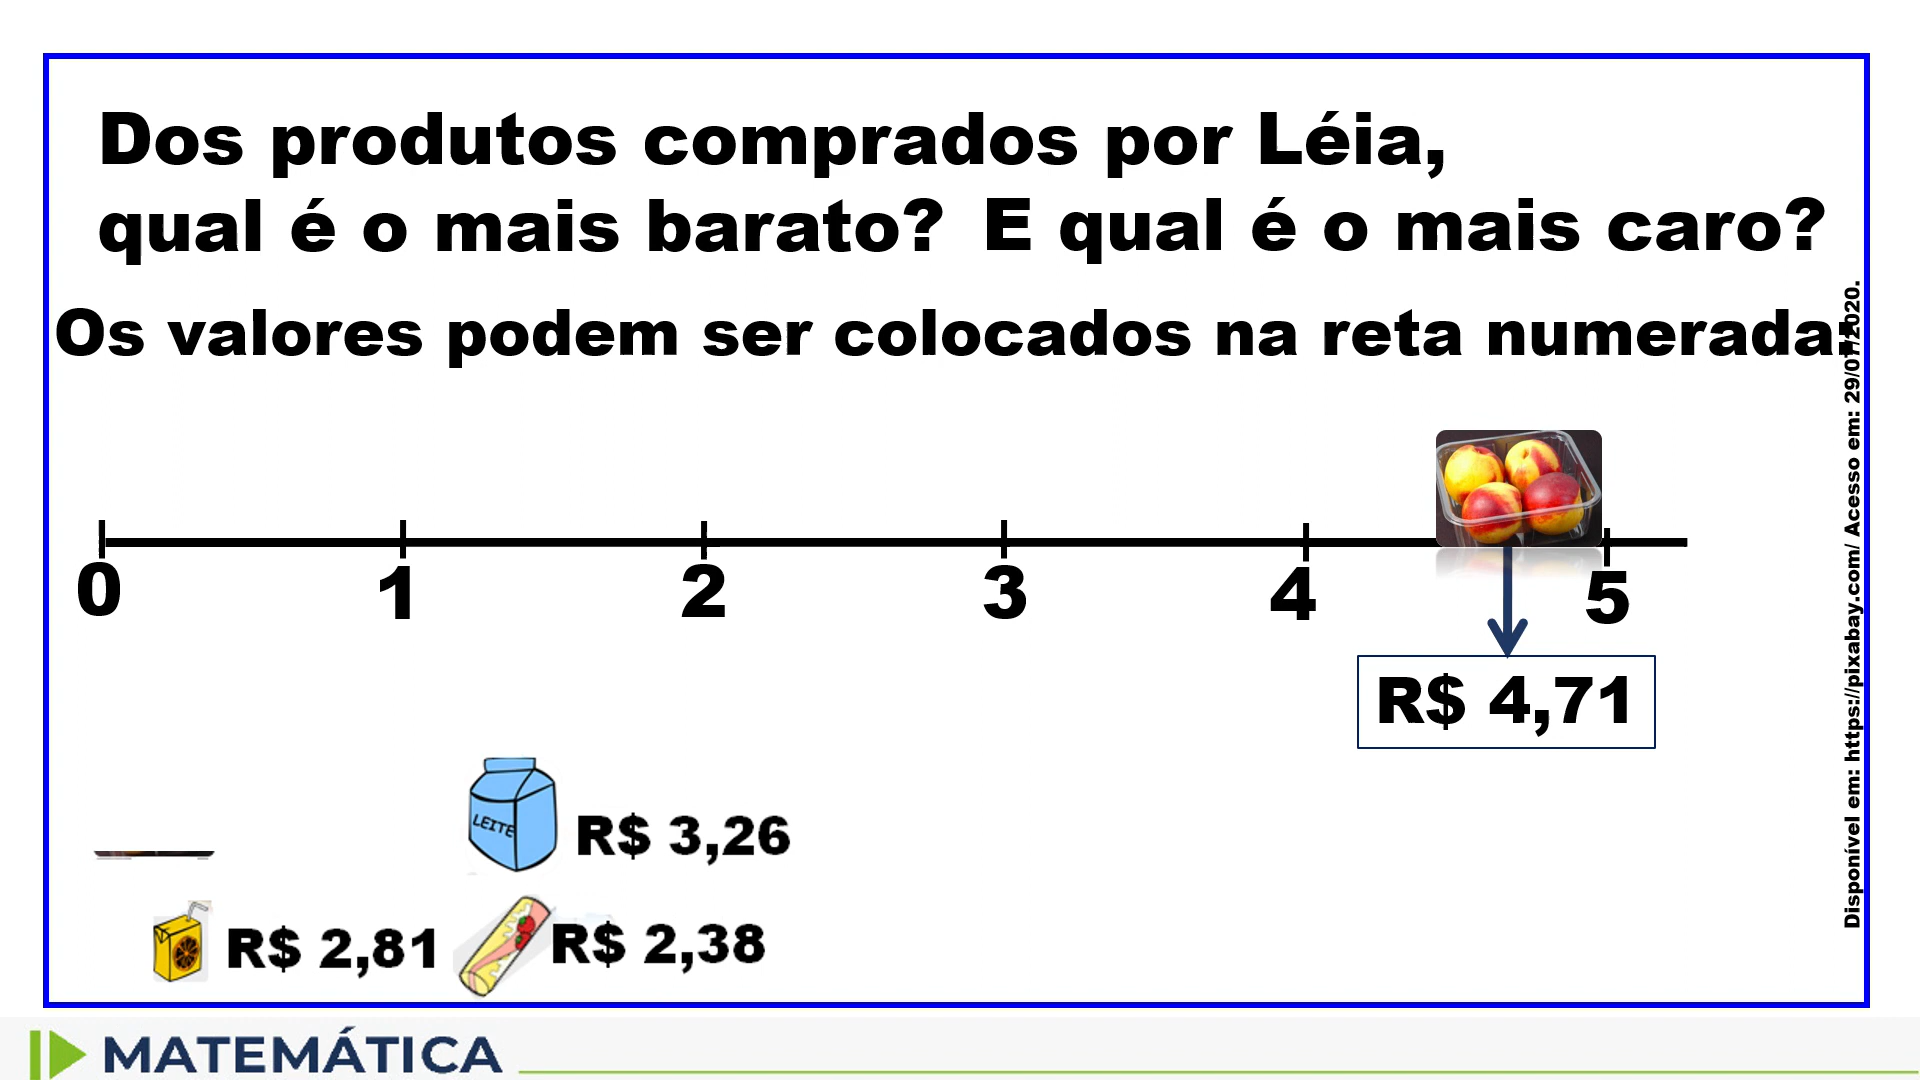 Dos produtos comprados por Léia,
qual é o mais barato? E qual é o mais caro?
Os valores podem ser colocados na reta numerada:
0 1 2 3 4 5
R$ 4,71
LEITE R$ 3,26
R$ 2,81 R$ 2,38
Disponível em: https://pixabay.com/ Acesso em: 29/07/2020.
MATEMÁTICA